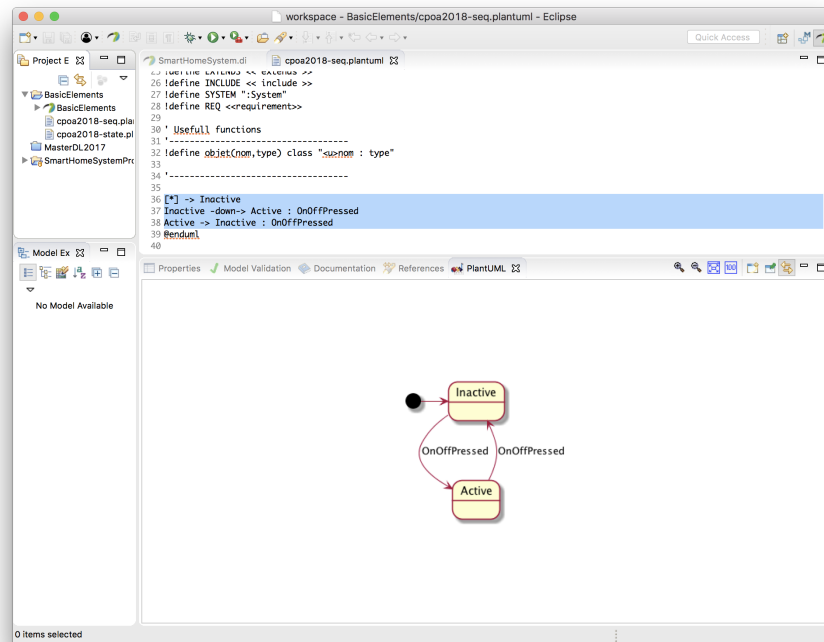 workspace - BasicElements/cpoa2018-seq.plantuml - Eclipse
Quick Access
Project E
SmartHomeSystem.di
cpoa2018-seq.plantuml
BasicElements
BasicElements
cpoa2018-seq.pla
cpoa2018-state.pl
MasterDL2017
SmartHomeSystemPro
25 !define EXTENDS << extends >>
26 !define INCLUDE << include >>
27 !define SYSTEM ":System"
28 !define REQ <<requirement>>
29
30 ' Usefull functions
31 '----------------------------------
32 !define objet(nom,type) class "<u>nom : type"
33
34 '----------------------------------
35
36 [*] -> Inactive
37 Inactive -down-> Active : OnOffPressed
38 Active -> Inactive : OnOffPressed
39 @enduml
40
Model Ex
No Model Available
Properties
Model Validation
Documentation
References
PlantUML
100
Inactive
OnOffPressed
OnOffPressed
Active
0 items selected